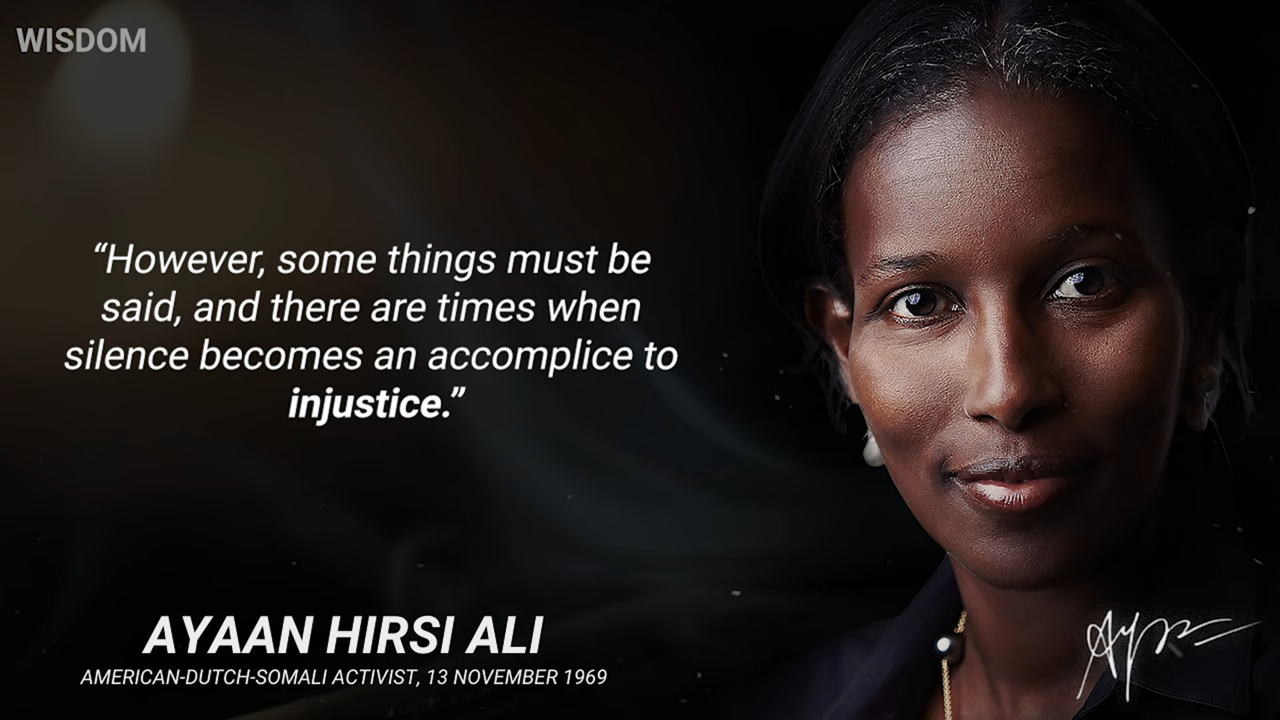 WISDOM
“However, some things must be
said, and there are times when
silence becomes an accomplice to
injustice.”
AYAAN HIRSI ALI
AMERICAN-DUTCH-SOMALI ACTIVIST, 13 NOVEMBER 1969